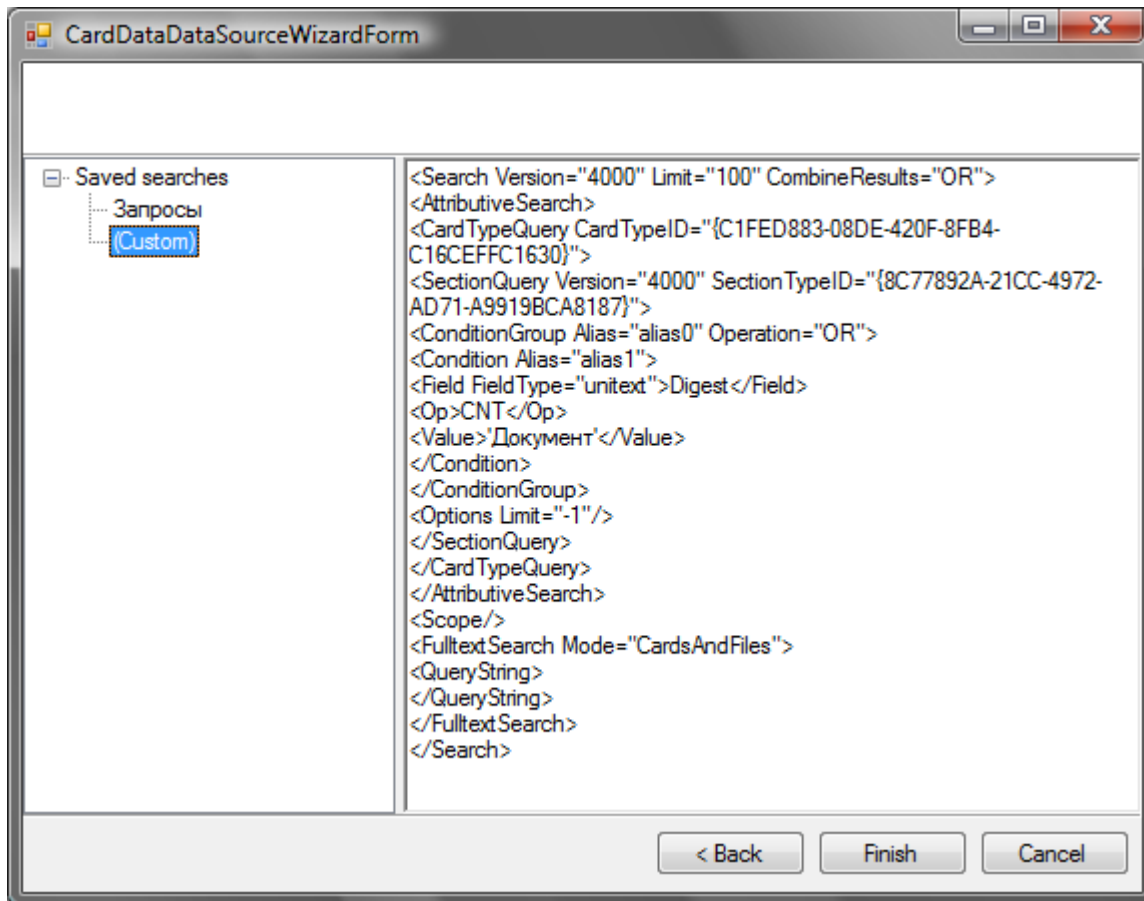 CardDataDataSourceWizardForm
Saved searches
Запросы
(Custom)
<Search Version="4000" Limit="100" CombineResults="OR">
<AttributiveSearch>
<CardTypeQuery CardTypeID="{C1FED883-08DE-420F-8FB4-
C16CEFFC1630}">
<SectionQuery Version="4000" SectionTypeID="{8C77892A-21CC-4972-
AD71-A9919BCA8187}">
<ConditionGroup Alias="alias0" Operation="OR">
<Condition Alias="alias1">
<Field FieldType="unitext">Digest</Field>
<Op>CNT</Op>
<Value>'Документ'</Value>
</Condition>
</ConditionGroup>
<Options Limit="-1"/>
</SectionQuery>
</CardTypeQuery>
</AttributiveSearch>
<Scope/>
<FulltextSearch Mode="CardsAndFiles">
<QueryString>
</QueryString>
</FulltextSearch>
</Search>
< Back
Finish
Cancel